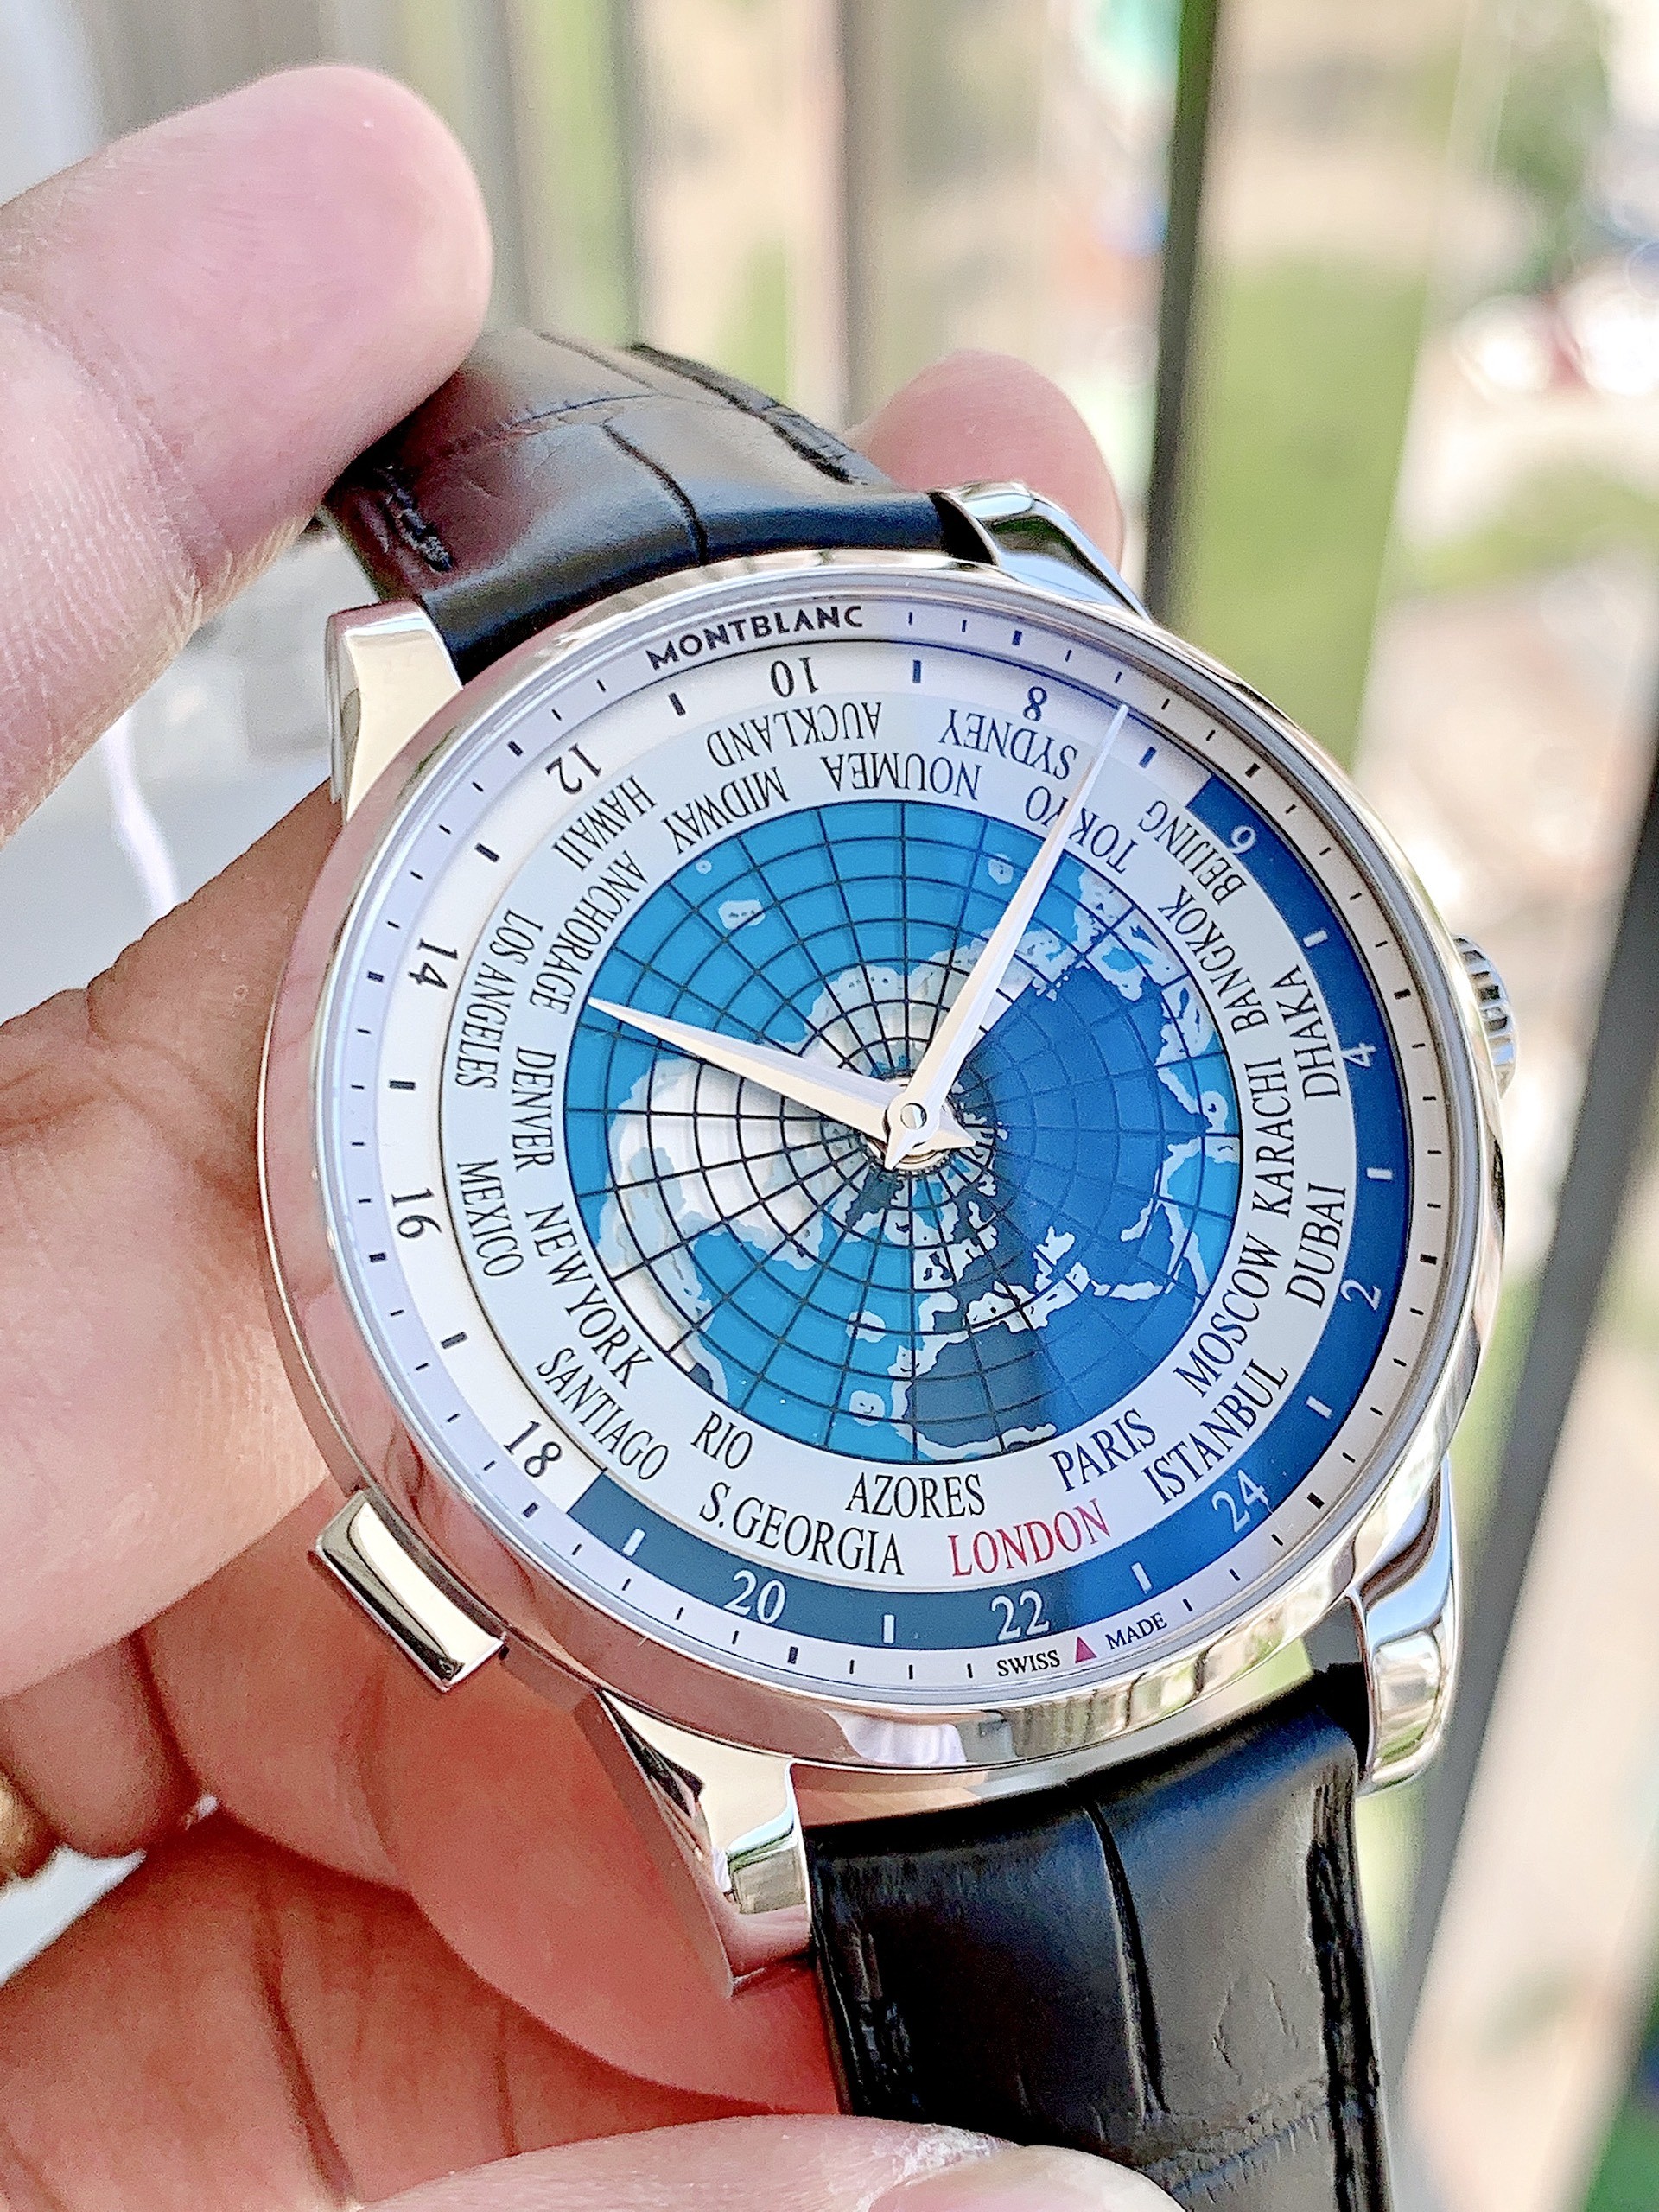 MONTBLANC
8
10
12
14
16
18
20
22
24
2
4
6
SYDNEY
NOUMEA
AUCKLAND
MIDWAY
HAWAII
ANCHORAGE
LOS ANGELES
DENVER
MEXICO
NEW YORK
SANTIAGO
RIO
S.GEORGIA
AZORES
LONDON
PARIS
ISTANBUL
MOSCOW
DUBAI
KARACHI
DHAKA
BANGKOK
BEIJING
TOKYO
SWISS MADE